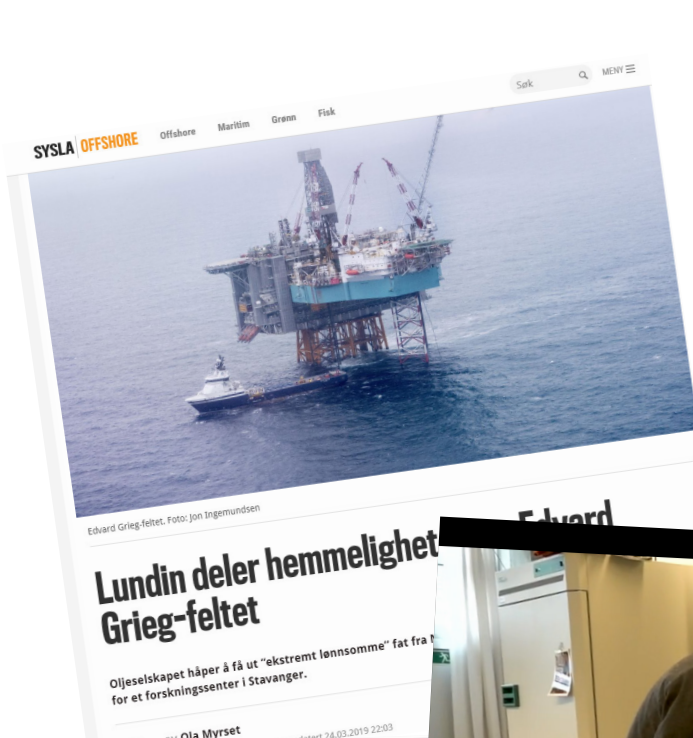 Søk
MENY
SYSLA | OFFSHORE
Offshore Maritim Grønn Fisk
Edvard Grieg-feltet. Foto: Jon Ingemundsen
Lundin deler hemmelighet Edvard
Grieg-feltet
Oljeselskapet håper å få ut “ekstremt lønnsomme” fat fra
for et forskningssenter i Stavanger.
Ola Myrset
24.03.2019 22:03